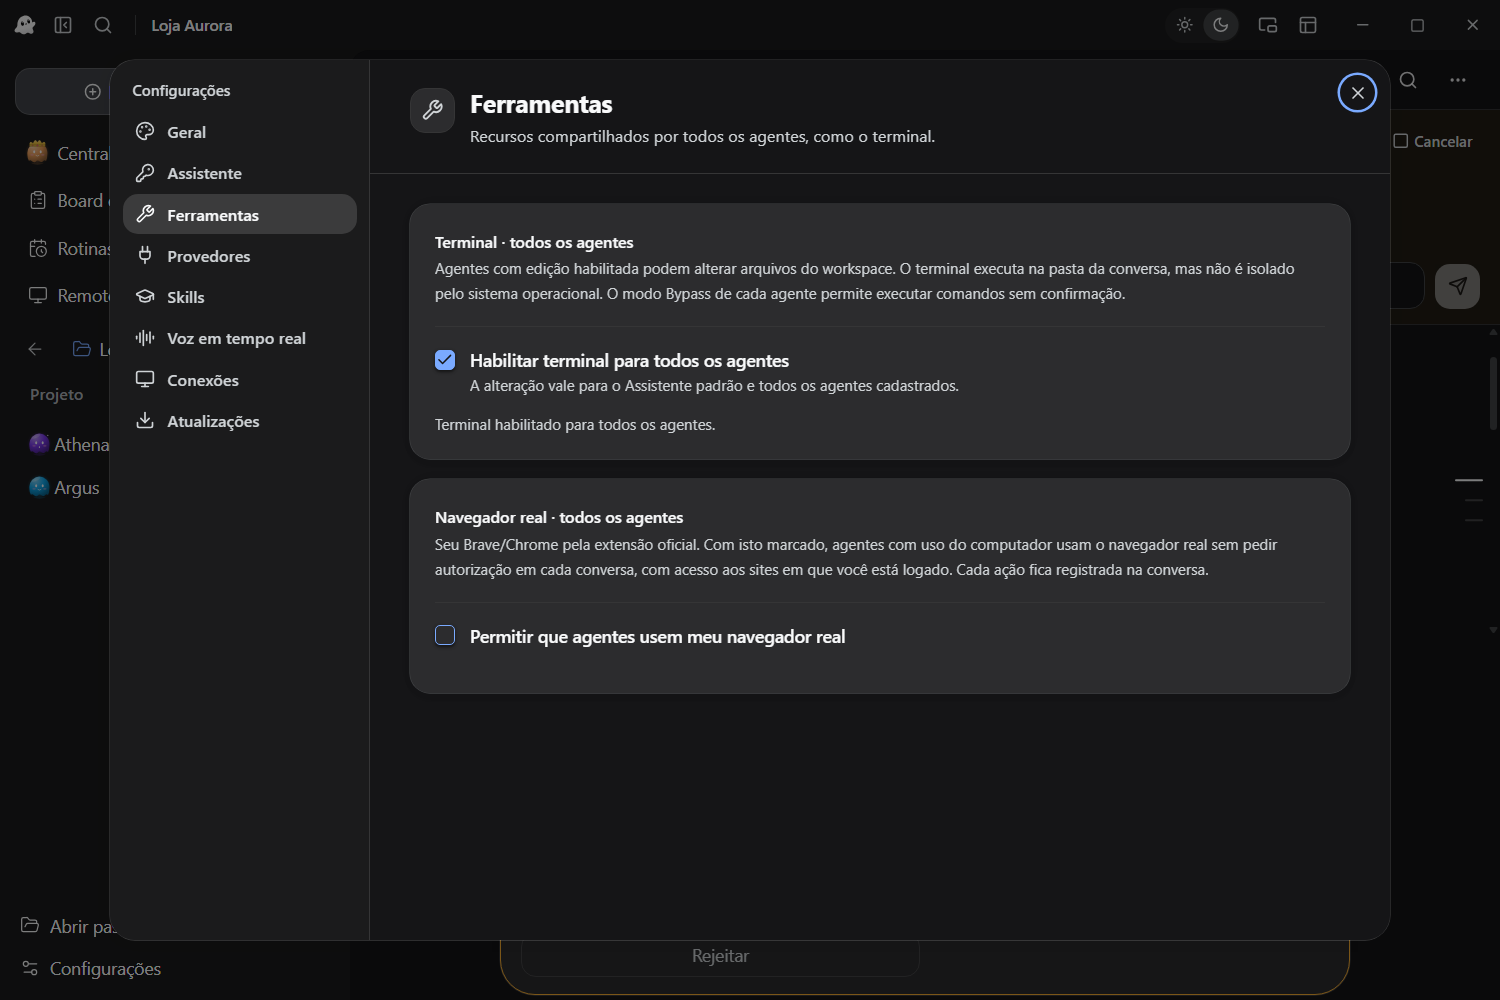 Loja Aurora
Configurações
Geral
Assistente
Ferramentas
Provedores
Skills
Voz em tempo real
Conexões
Atualizações
Ferramentas
Recursos compartilhados por todos os agentes, como o terminal.
Terminal · todos os agentes
Agentes com edição habilitada podem alterar arquivos do workspace. O terminal executa na pasta da conversa, mas não é isolado
pelo sistema operacional. O modo Bypass de cada agente permite executar comandos sem confirmação.
Habilitar terminal para todos os agentes
A alteração vale para o Assistente padrão e todos os agentes cadastrados.
Terminal habilitado para todos os agentes.
Navegador real · todos os agentes
Seu Brave/Chrome pela extensão oficial. Com isto marcado, agentes com uso do computador usam o navegador real sem pedir
autorização em cada conversa, com acesso aos sites em que você está logado. Cada ação fica registrada na conversa.
Permitir que agentes usem meu navegador real
Cancelar
Board
Rotinas
Projeto
Athena
Argus
Abrir
Configurações
Rejeitar